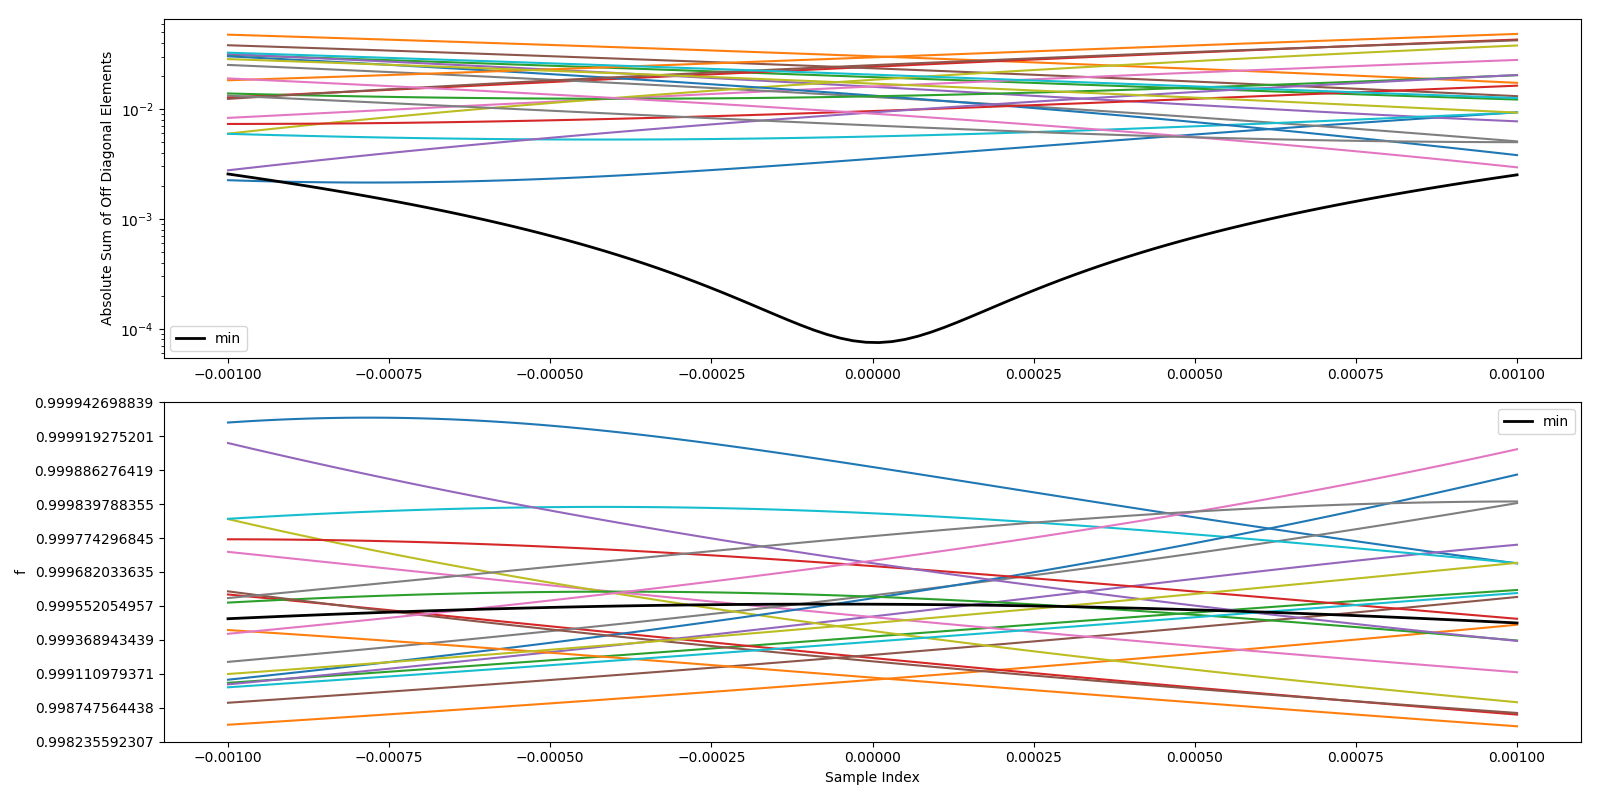 Absolute Sum of Off Diagonal Elements
10⁻²
10⁻³
10⁻⁴
min
−0.00100 −0.00075 −0.00050 −0.00025 0.00000 0.00025 0.00050 0.00075 0.00100
f
0.999942698839
0.999919275201
0.999886276419
0.999839788355
0.999774296845
0.999682033635
0.999552054957
0.999368943439
0.999110979371
0.998747564438
0.998235592307
min
−0.00100 −0.00075 −0.00050 −0.00025 0.00000 0.00025 0.00050 0.00075 0.00100
Sample Index